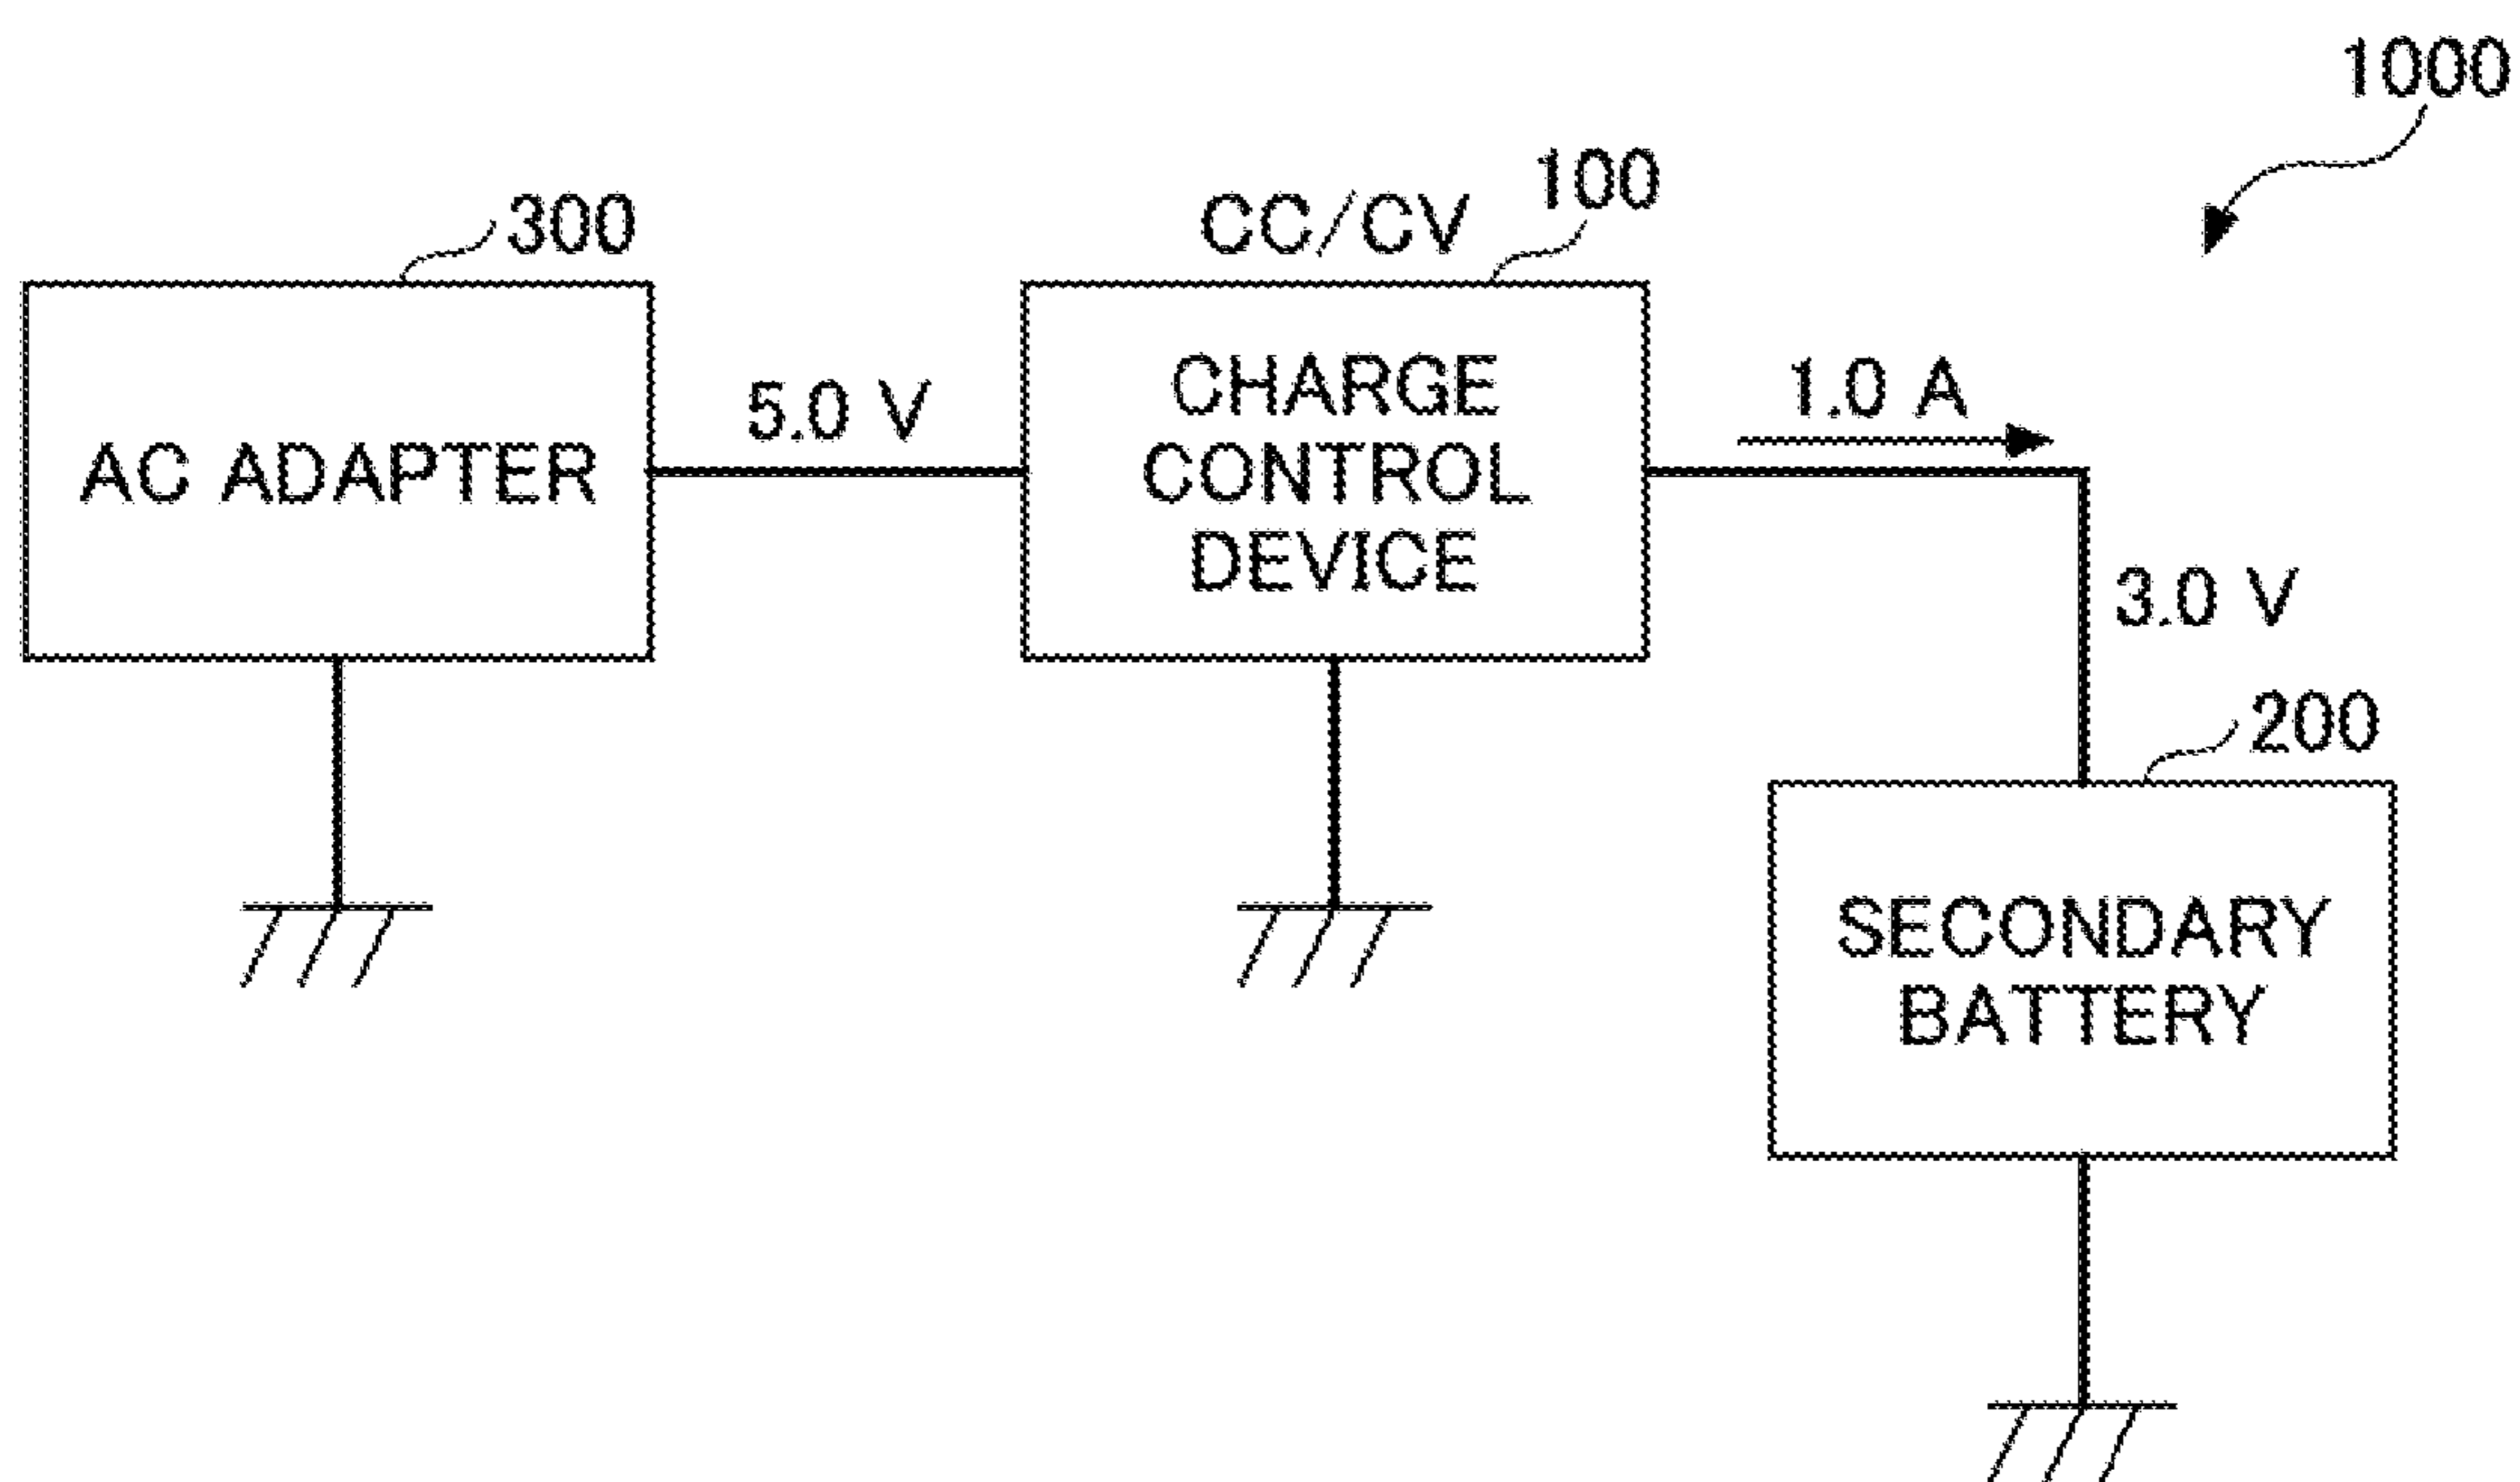 1000
100
CC/CV
300
AC ADAPTER
5.0 V
CHARGE
CONTROL
DEVICE
1.0 A
3.0 V
200
SECONDARY
BATTERY